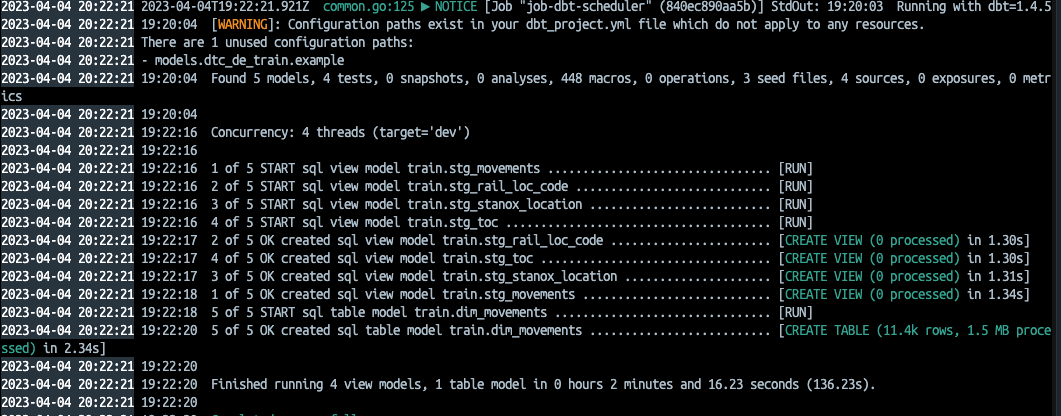 2023-04-04 20:22:21 2023-04-04T19:22:21.921Z common.go:125 ▶ NOTICE [Job "job-dbt-scheduler" (840ec890aa5b)] StdOut: 19:20:03 Running with dbt=1.4.5
2023-04-04 20:22:21 19:20:04 [WARNING]: Configuration paths exist in your dbt_project.yml file which do not apply to any resources.
2023-04-04 20:22:21 There are 1 unused configuration paths:
2023-04-04 20:22:21 - models.dtc_de_train.example
2023-04-04 20:22:21 19:20:04 Found 5 models, 4 tests, 0 snapshots, 0 analyses, 448 macros, 0 operations, 3 seed files, 4 sources, 0 exposures, 0 metr
ics
2023-04-04 20:22:21 19:20:04
2023-04-04 20:22:21 19:22:16 Concurrency: 4 threads (target='dev')
2023-04-04 20:22:21 19:22:16
2023-04-04 20:22:21 19:22:16 1 of 5 START sql view model train.stg_movements ................................ [RUN]
2023-04-04 20:22:21 19:22:16 2 of 5 START sql view model train.stg_rail_loc_code ............................. [RUN]
2023-04-04 20:22:21 19:22:16 3 of 5 START sql view model train.stg_stanox_location .......................... [RUN]
2023-04-04 20:22:21 19:22:16 4 of 5 START sql view model train.stg_toc ...................................... [RUN]
2023-04-04 20:22:21 19:22:17 2 of 5 OK created sql view model train.stg_rail_loc_code ....................... [CREATE VIEW (0 processed) in 1.30s]
2023-04-04 20:22:21 19:22:17 4 of 5 OK created sql view model train.stg_toc ................................. [CREATE VIEW (0 processed) in 1.30s]
2023-04-04 20:22:21 19:22:17 3 of 5 OK created sql view model train.stg_stanox_location ..................... [CREATE VIEW (0 processed) in 1.31s]
2023-04-04 20:22:21 19:22:18 1 of 5 OK created sql view model train.stg_movements ........................... [CREATE VIEW (0 processed) in 1.34s]
2023-04-04 20:22:21 19:22:18 5 of 5 START sql table model train.dim_movements ............................... [RUN]
2023-04-04 20:22:21 19:22:20 5 of 5 OK created sql table model train.dim_movements .......................... [CREATE TABLE (11.4k rows, 1.5 MB proce
ssed) in 2.34s]
2023-04-04 20:22:21 19:22:20
2023-04-04 20:22:21 19:22:20 Finished running 4 view models, 1 table model in 0 hours 2 minutes and 16.23 seconds (136.23s).
2023-04-04 20:22:21 19:22:20